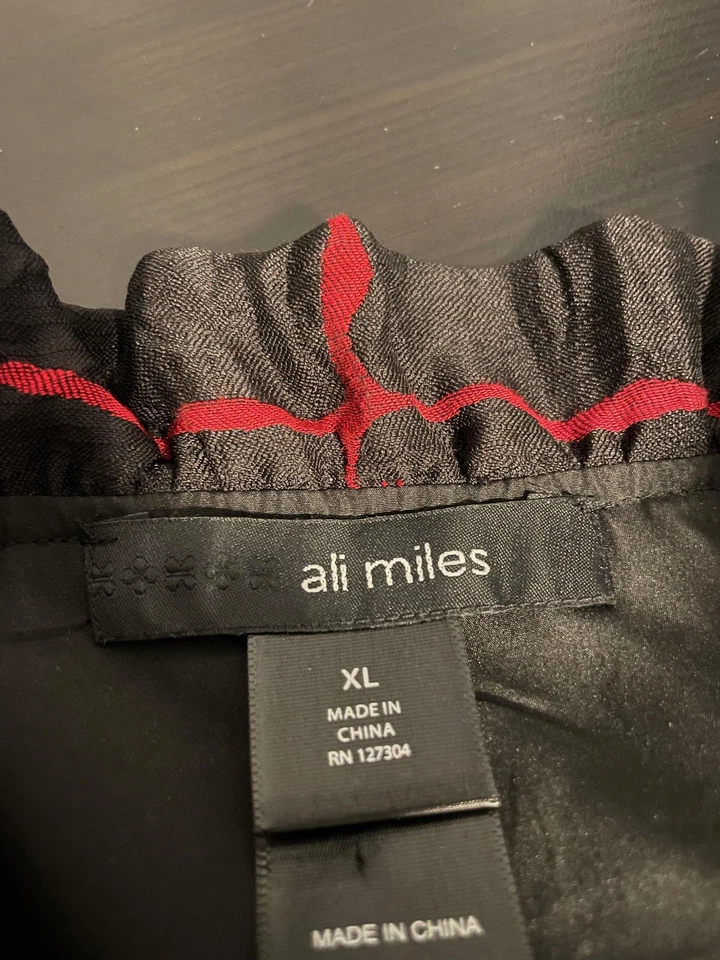 ali miles
XL
MADE IN
CHINA
RN 127304
MADE IN CHINA